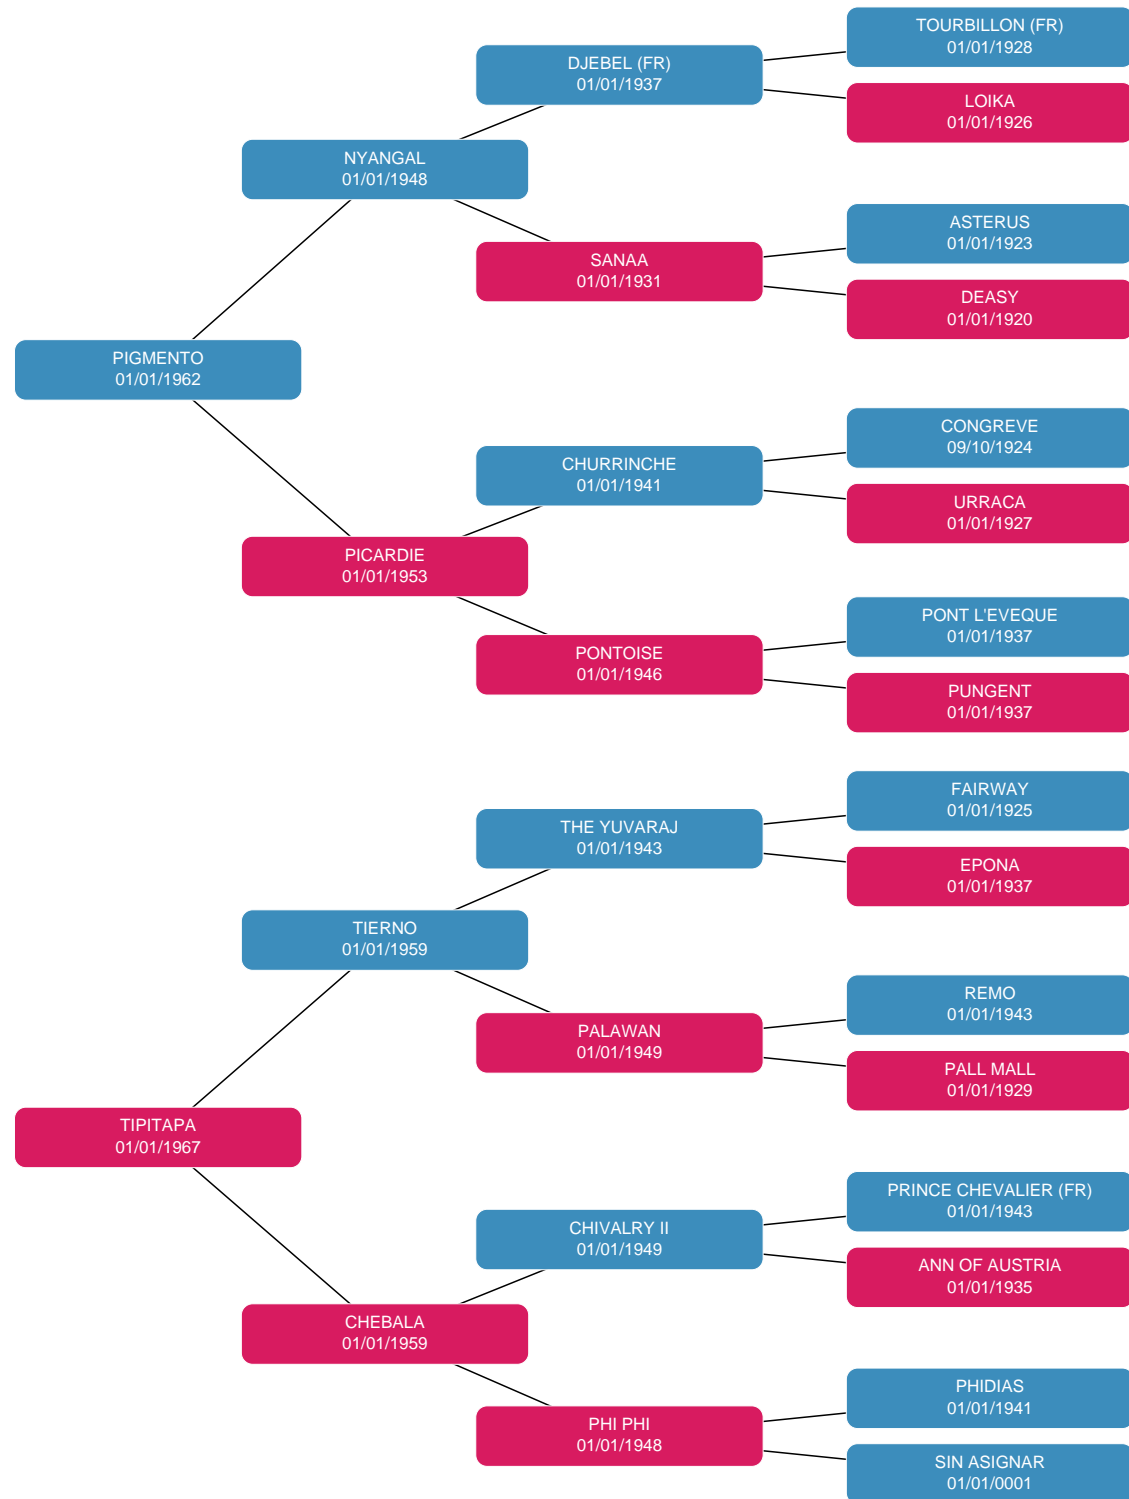 TOURBILLON (FR)
01/01/1928
DJEBEL (FR)
01/01/1937
LOIKA
01/01/1926
NYANGAL
01/01/1948
ASTERUS
01/01/1923
SANAA
01/01/1931
DEASY
01/01/1920
PIGMENTO
01/01/1962
CONGREVE
09/10/1924
CHURRINCHE
01/01/1941
URRACA
01/01/1927
PICARDIE
01/01/1953
PONT L'EVEQUE
01/01/1937
PONTOISE
01/01/1946
PUNGENT
01/01/1937
FAIRWAY
01/01/1925
THE YUVARAJ
01/01/1943
EPONA
01/01/1937
TIERNO
01/01/1959
REMO
01/01/1943
PALAWAN
01/01/1949
PALL MALL
01/01/1929
TIPITAPA
01/01/1967
PRINCE CHEVALIER (FR)
01/01/1943
CHIVALRY II
01/01/1949
ANN OF AUSTRIA
01/01/1935
CHEBALA
01/01/1959
PHIDIAS
01/01/1941
PHI PHI
01/01/1948
SIN ASIGNAR
01/01/0001